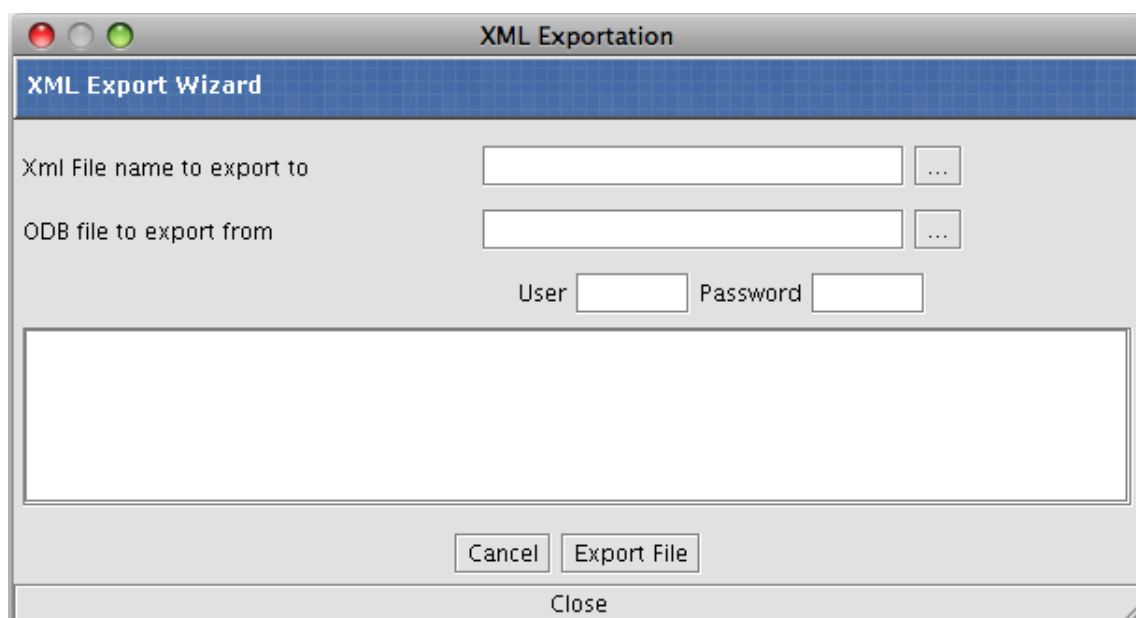 XML Exportation
XML Export Wizard
Xml File name to export to ...
ODB file to export from ...
User Password
Cancel Export File
Close